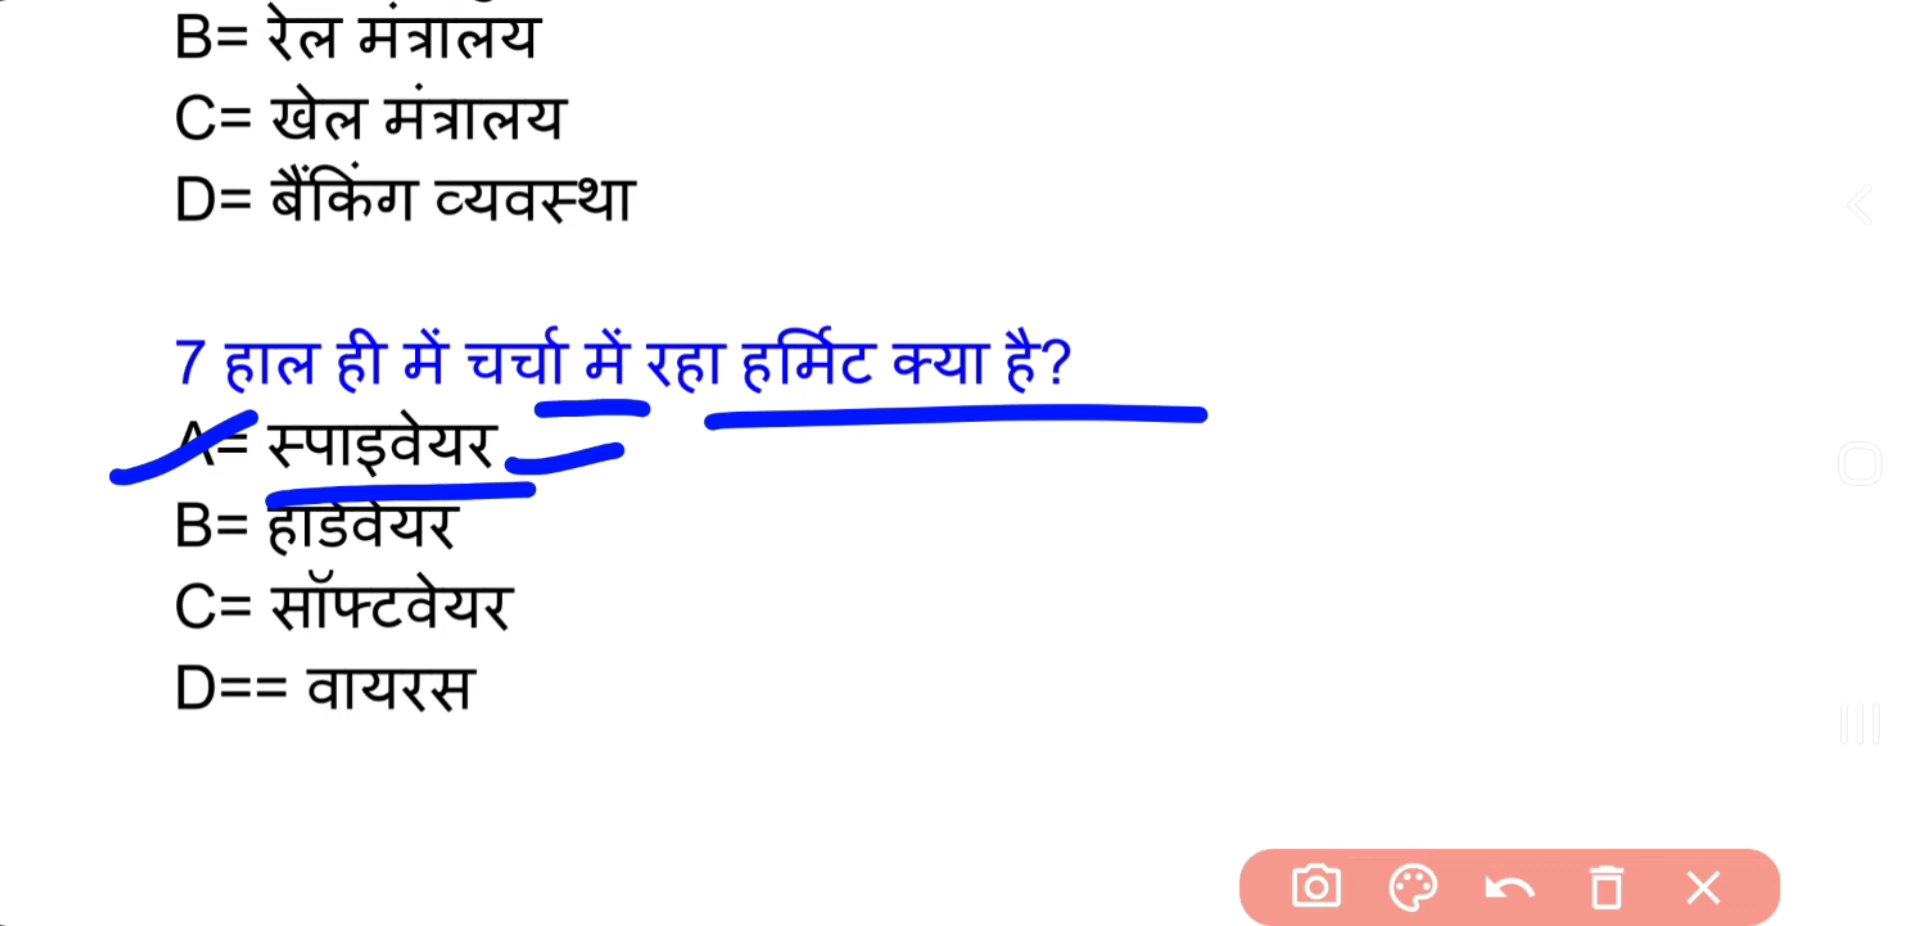 B= रेल मंत्रालय
C= खेल मंत्रालय
D= बैंकिंग व्यवस्था
7 हाल ही में चर्चा में रहा हर्मिट क्या है?
A= स्पाइवेयर
B= हार्डवेयर
C= सॉफ्टवेयर
D== वायरस